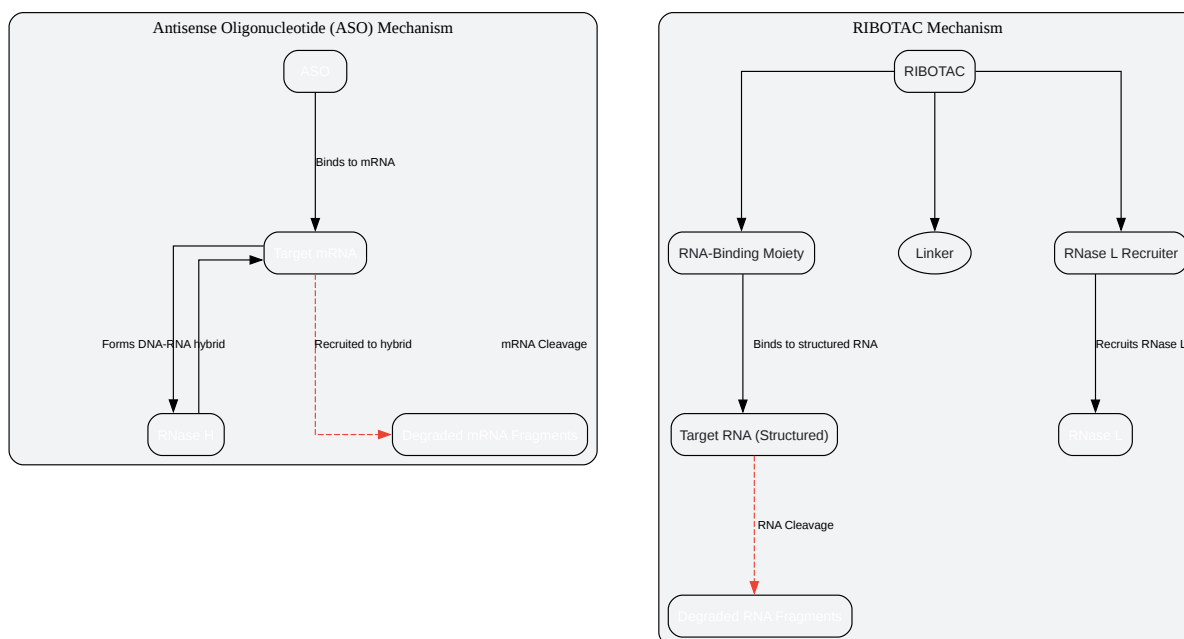 Antisense Oligonucleotide (ASO) Mechanism
ASO
Binds to mRNA
Target mRNA
Forms DNA-RNA hybrid
Recruited to hybrid
mRNA Cleavage
RNase H
Degraded mRNA Fragments
RIBOTAC Mechanism
RIBOTAC
RNA-Binding Moiety
Linker
RNase L Recruiter
Binds to structured RNA
Recruits RNase L
Target RNA (Structured)
RNase L
RNA Cleavage
Degraded RNA Fragments